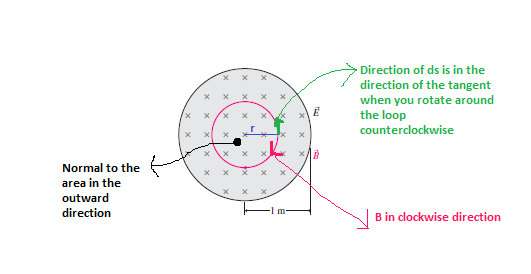 Direction of ds is in the
direction of the tangent
when you rotate around
the loop
counterclockwise
E
r
B
Normal to the
area in the
outward
direction
1 m
B in clockwise direction